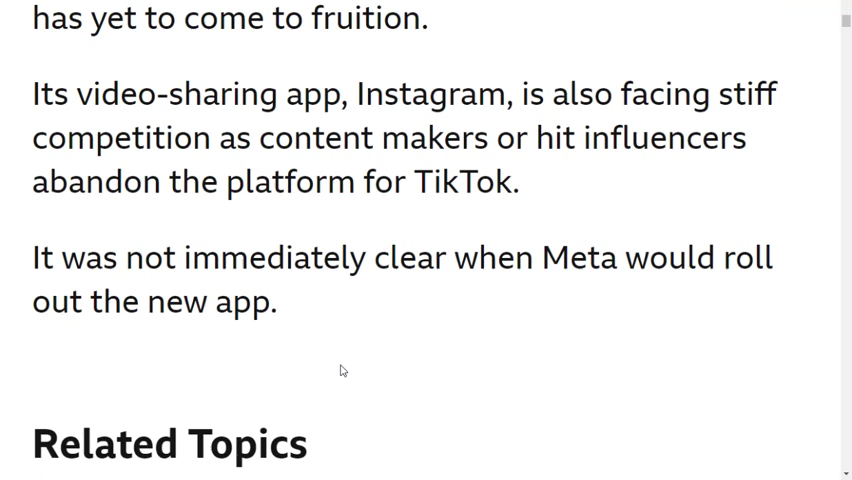 has yet to come to fruition.
Its video-sharing app, Instagram, is also facing stiff
competition as content makers or hit influencers
abandon the platform for TikTok.
It was not immediately clear when Meta would roll
out the new app.
Related Topics